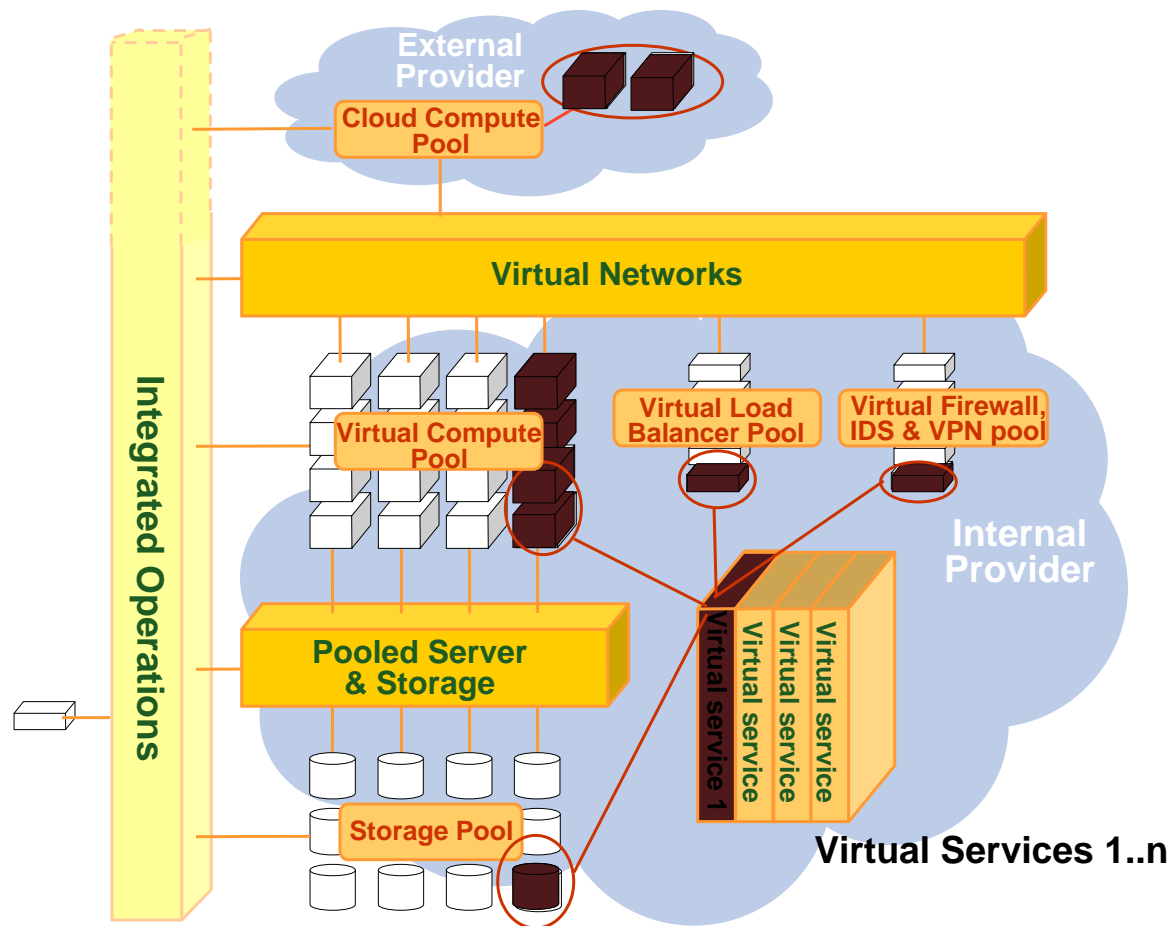 External
Provider
Cloud Compute
Pool
Virtual Networks
Integrated Operations
Virtual Compute
Pool
Virtual Load
Balancer Pool
Virtual Firewall,
IDS & VPN pool
Internal
Provider
Pooled Server
& Storage
Virtual service 1
Virtual service
Virtual service
Virtual service
Storage Pool
Virtual Services 1..n